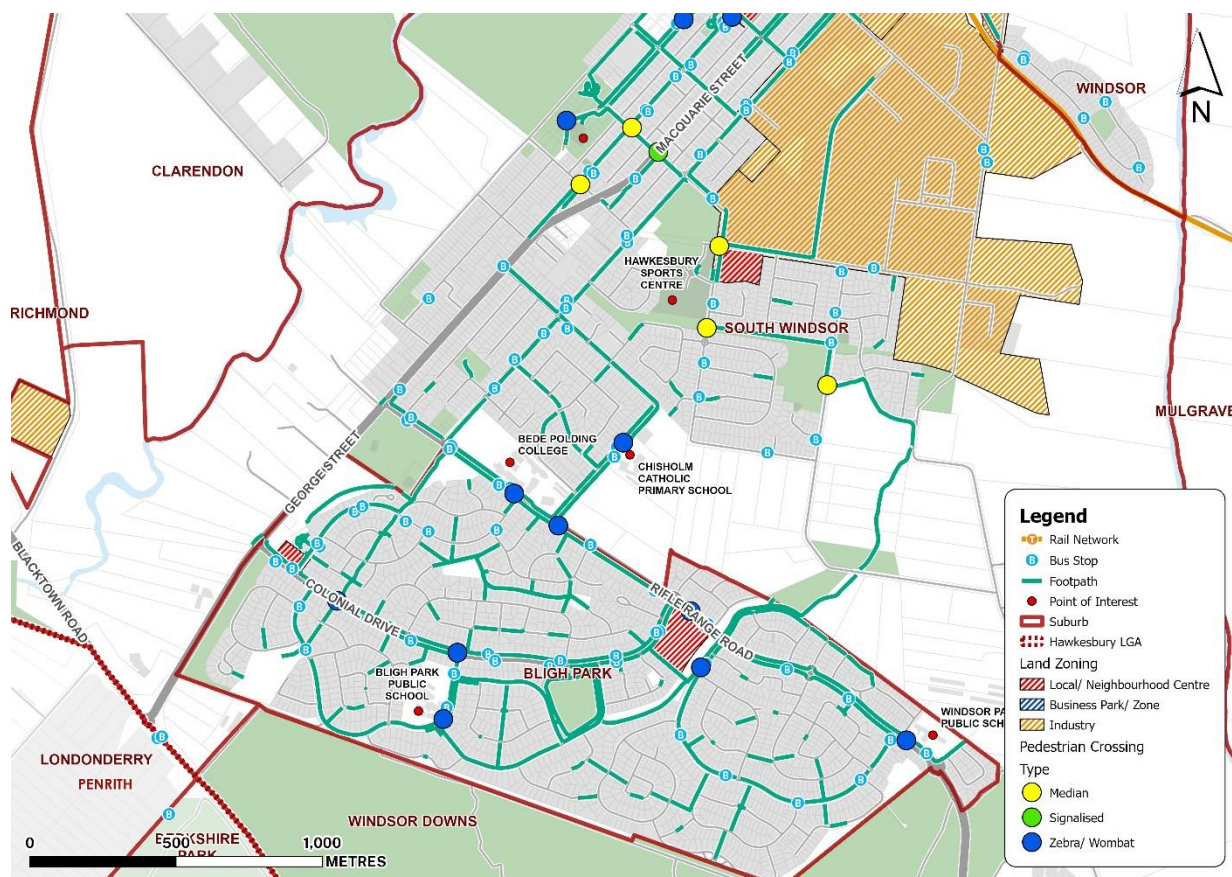 MACQUARIE STREET
WINDSOR
N
CLARENDON
HAWKESBURY
SPORTS
CENTRE
RICHMOND
SOUTH WINDSOR
MULGRAVE
BEDE POLDING
COLLEGE
CHISHOLM
CATHOLIC
PRIMARY SCHOOL
GEORGE STREET
BLACKTOWN ROAD
COLONIAL DRIVE
RIFLE RANGE ROAD
BLIGH PARK
PUBLIC
SCHOOL
BLIGH PARK
WINDSOR PA
PUBLIC SCH
LONDONDERRY
PENRITH
WINDSOR DOWNS
BERKSHIRE
PARK
0 500 1,000
METRES
Legend
T Rail Network
B Bus Stop
Footpath
Point of Interest
Suburb
Hawkesbury LGA
Land Zoning
Local/ Neighbourhood Centre
Business Park/ Zone
Industry
Pedestrian Crossing
Type
Median
Signalised
Zebra/ Wombat